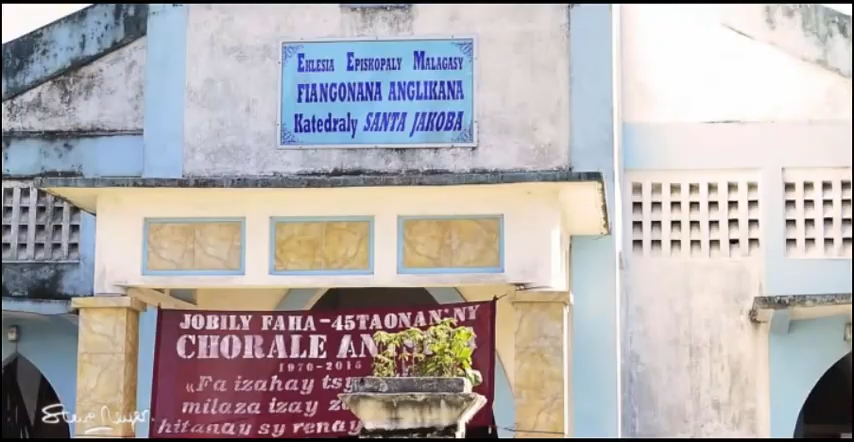 Eklesia Episkopaly Malagasy
FIANGONANA ANGLIKANA
Katedraly SANTA JAKOBA
JOBILY FAHA-45TAONAN'NY
CHORALE
1970-2015
«Fa izahay tsy
milaza izay
hitanay sy renay